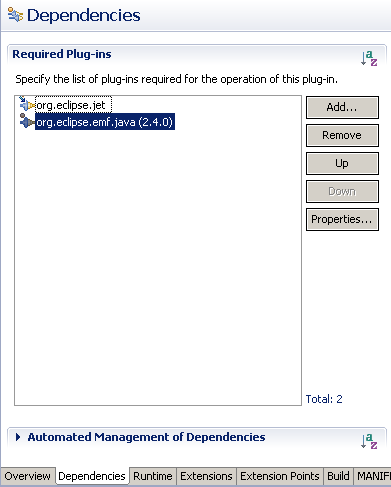 Dependencies
Required Plug-ins
Specify the list of plug-ins required for the operation of this plug-in.
org.eclipse.jet
org.eclipse.emf.java (2.4.0)
Add...
Remove
Up
Down
Properties...
Total: 2
Automated Management of Dependencies
Overview Dependencies Runtime Extensions Extension Points Build MANIF